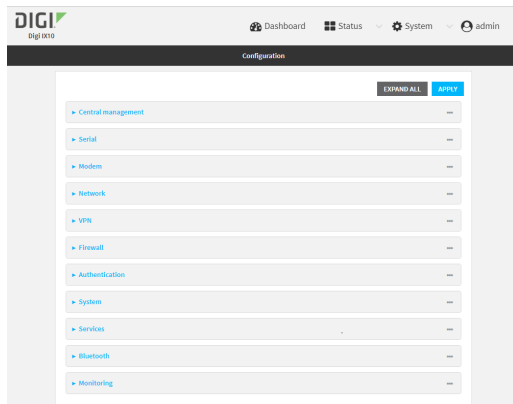 DIGI
Digi IX10
Dashboard
Status
System
admin
Configuration
EXPAND ALL
APPLY
Central management
Serial
Modem
Network
VPN
Firewall
Authentication
System
Services
Bluetooth
Monitoring